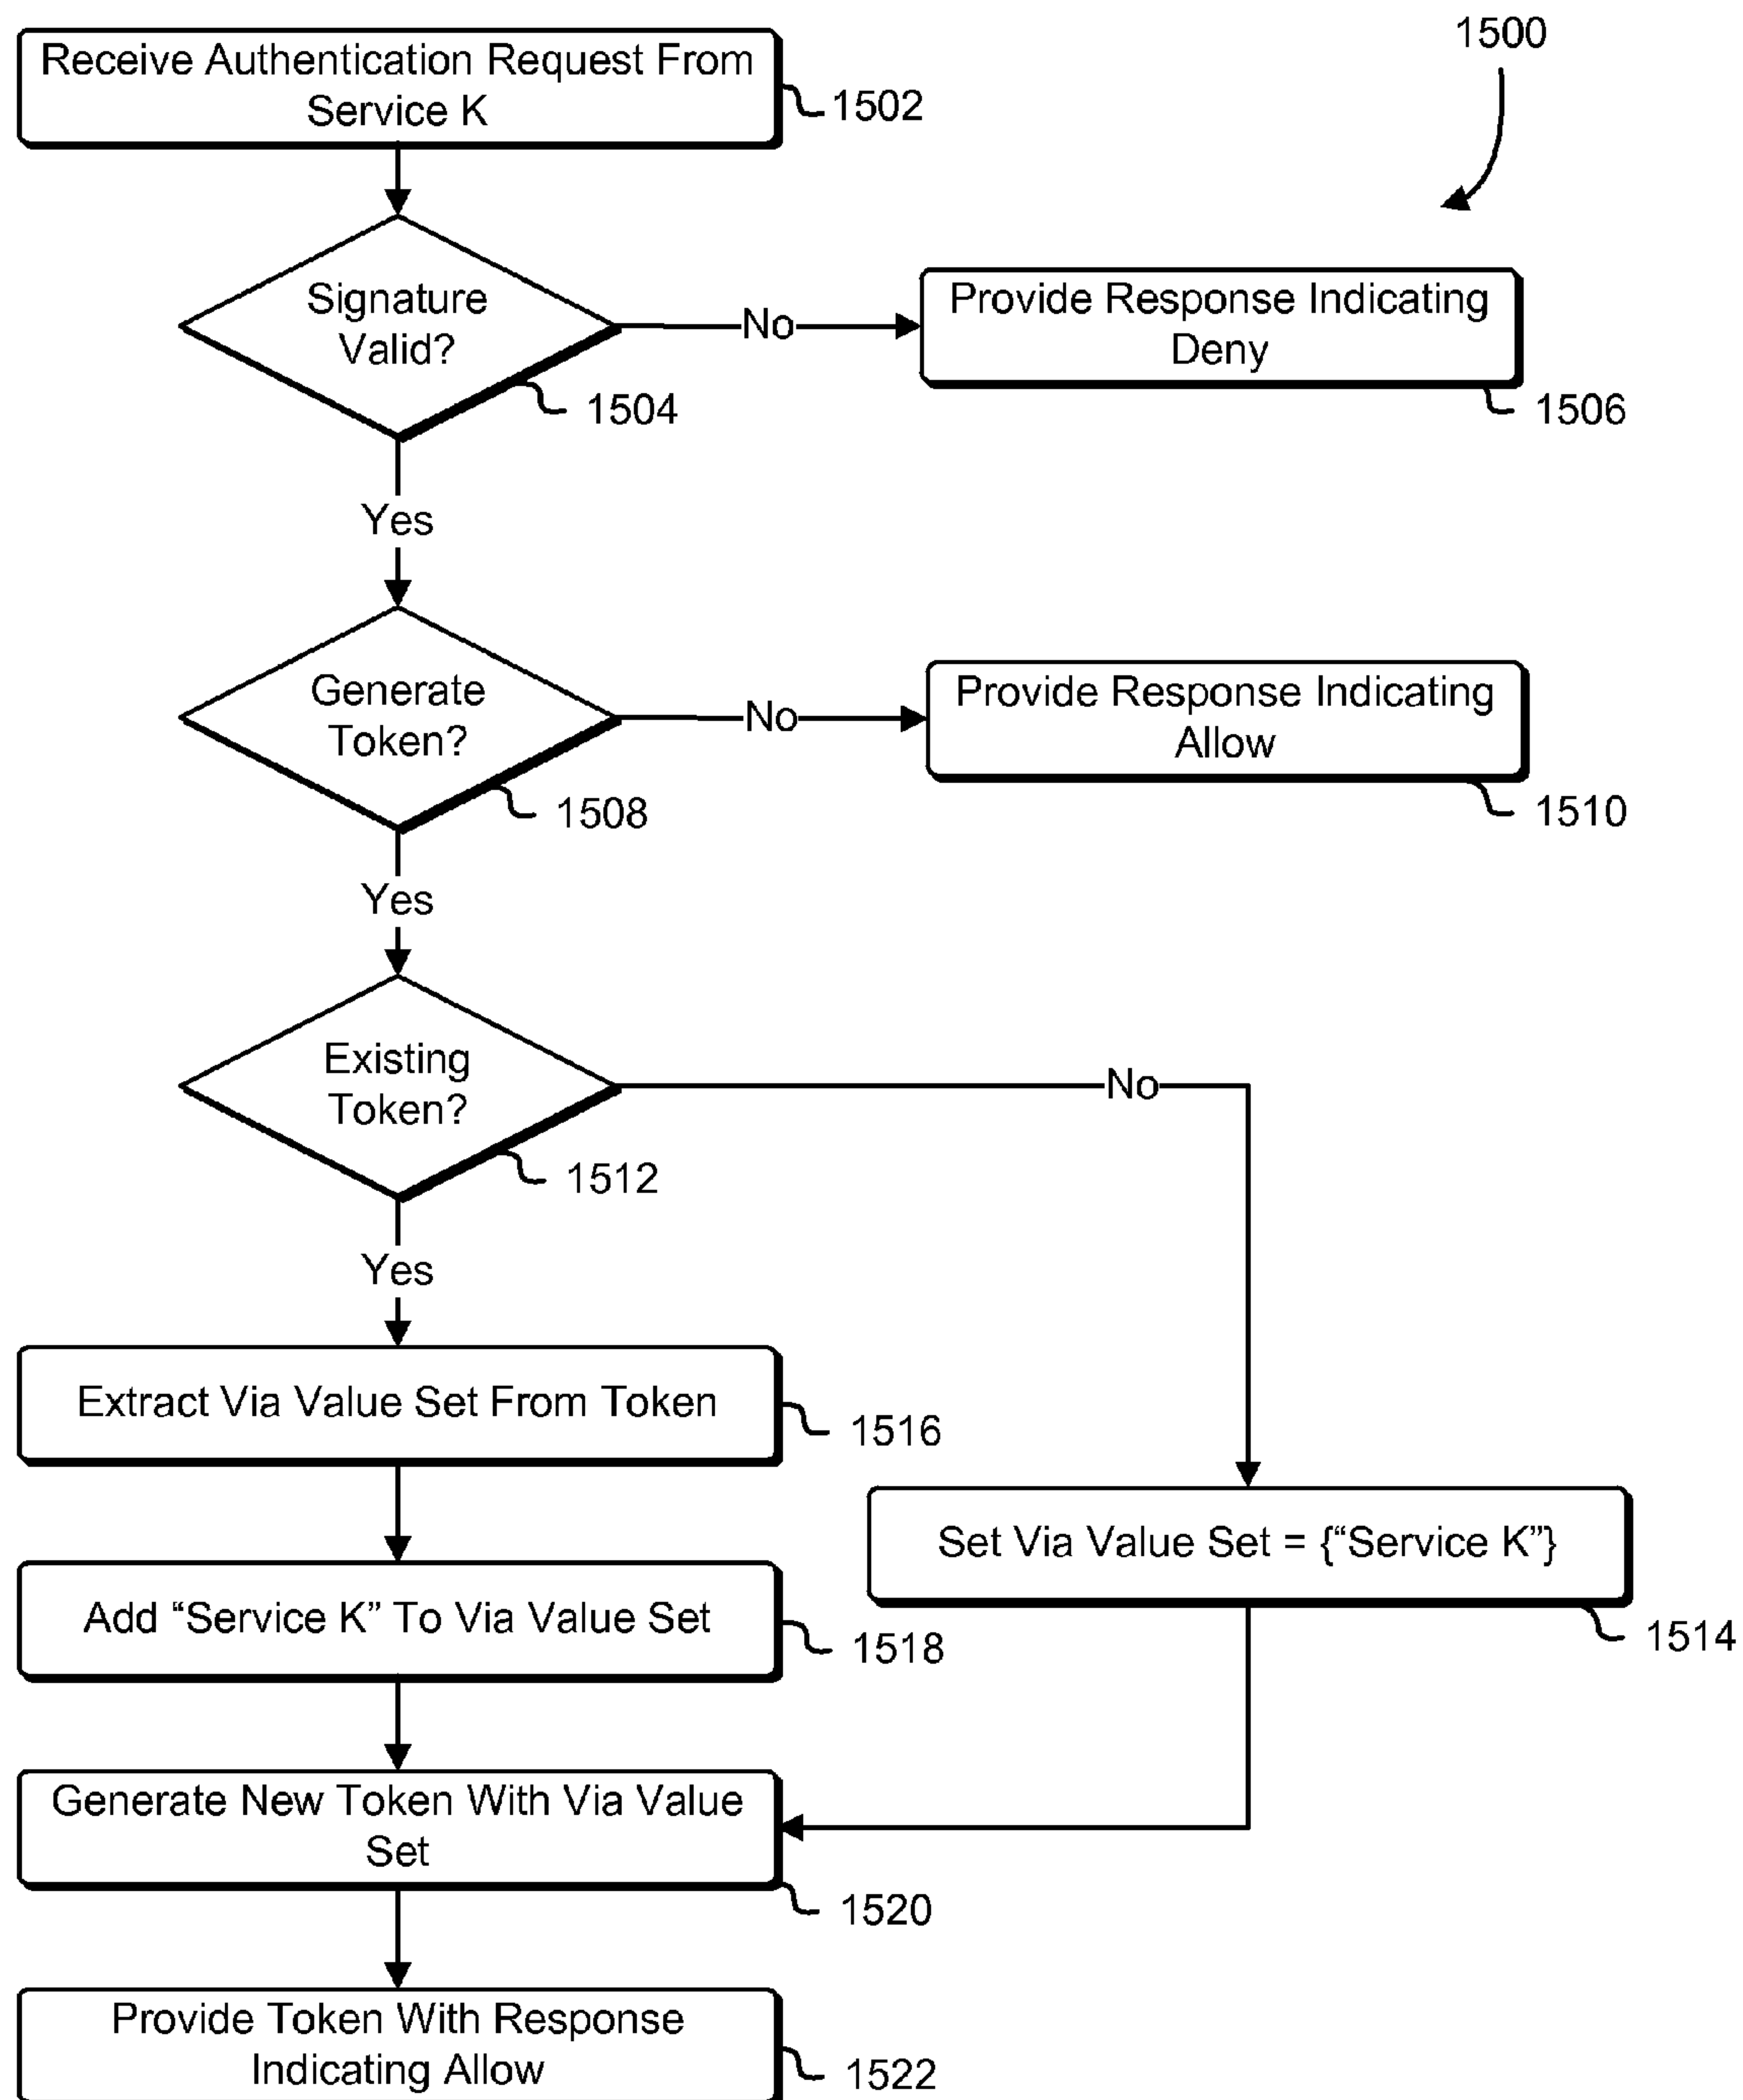 1500
Receive Authentication Request From
Service K
1502
Signature
Valid?
1504
No
Provide Response Indicating
Deny
1506
Yes
Generate
Token?
1508
No
Provide Response Indicating
Allow
1510
Yes
Existing
Token?
1512
No
Yes
Extract Via Value Set From Token
1516
Set Via Value Set = {“Service K”}
1514
Add “Service K” To Via Value Set
1518
Generate New Token With Via Value
Set
1520
Provide Token With Response
Indicating Allow
1522